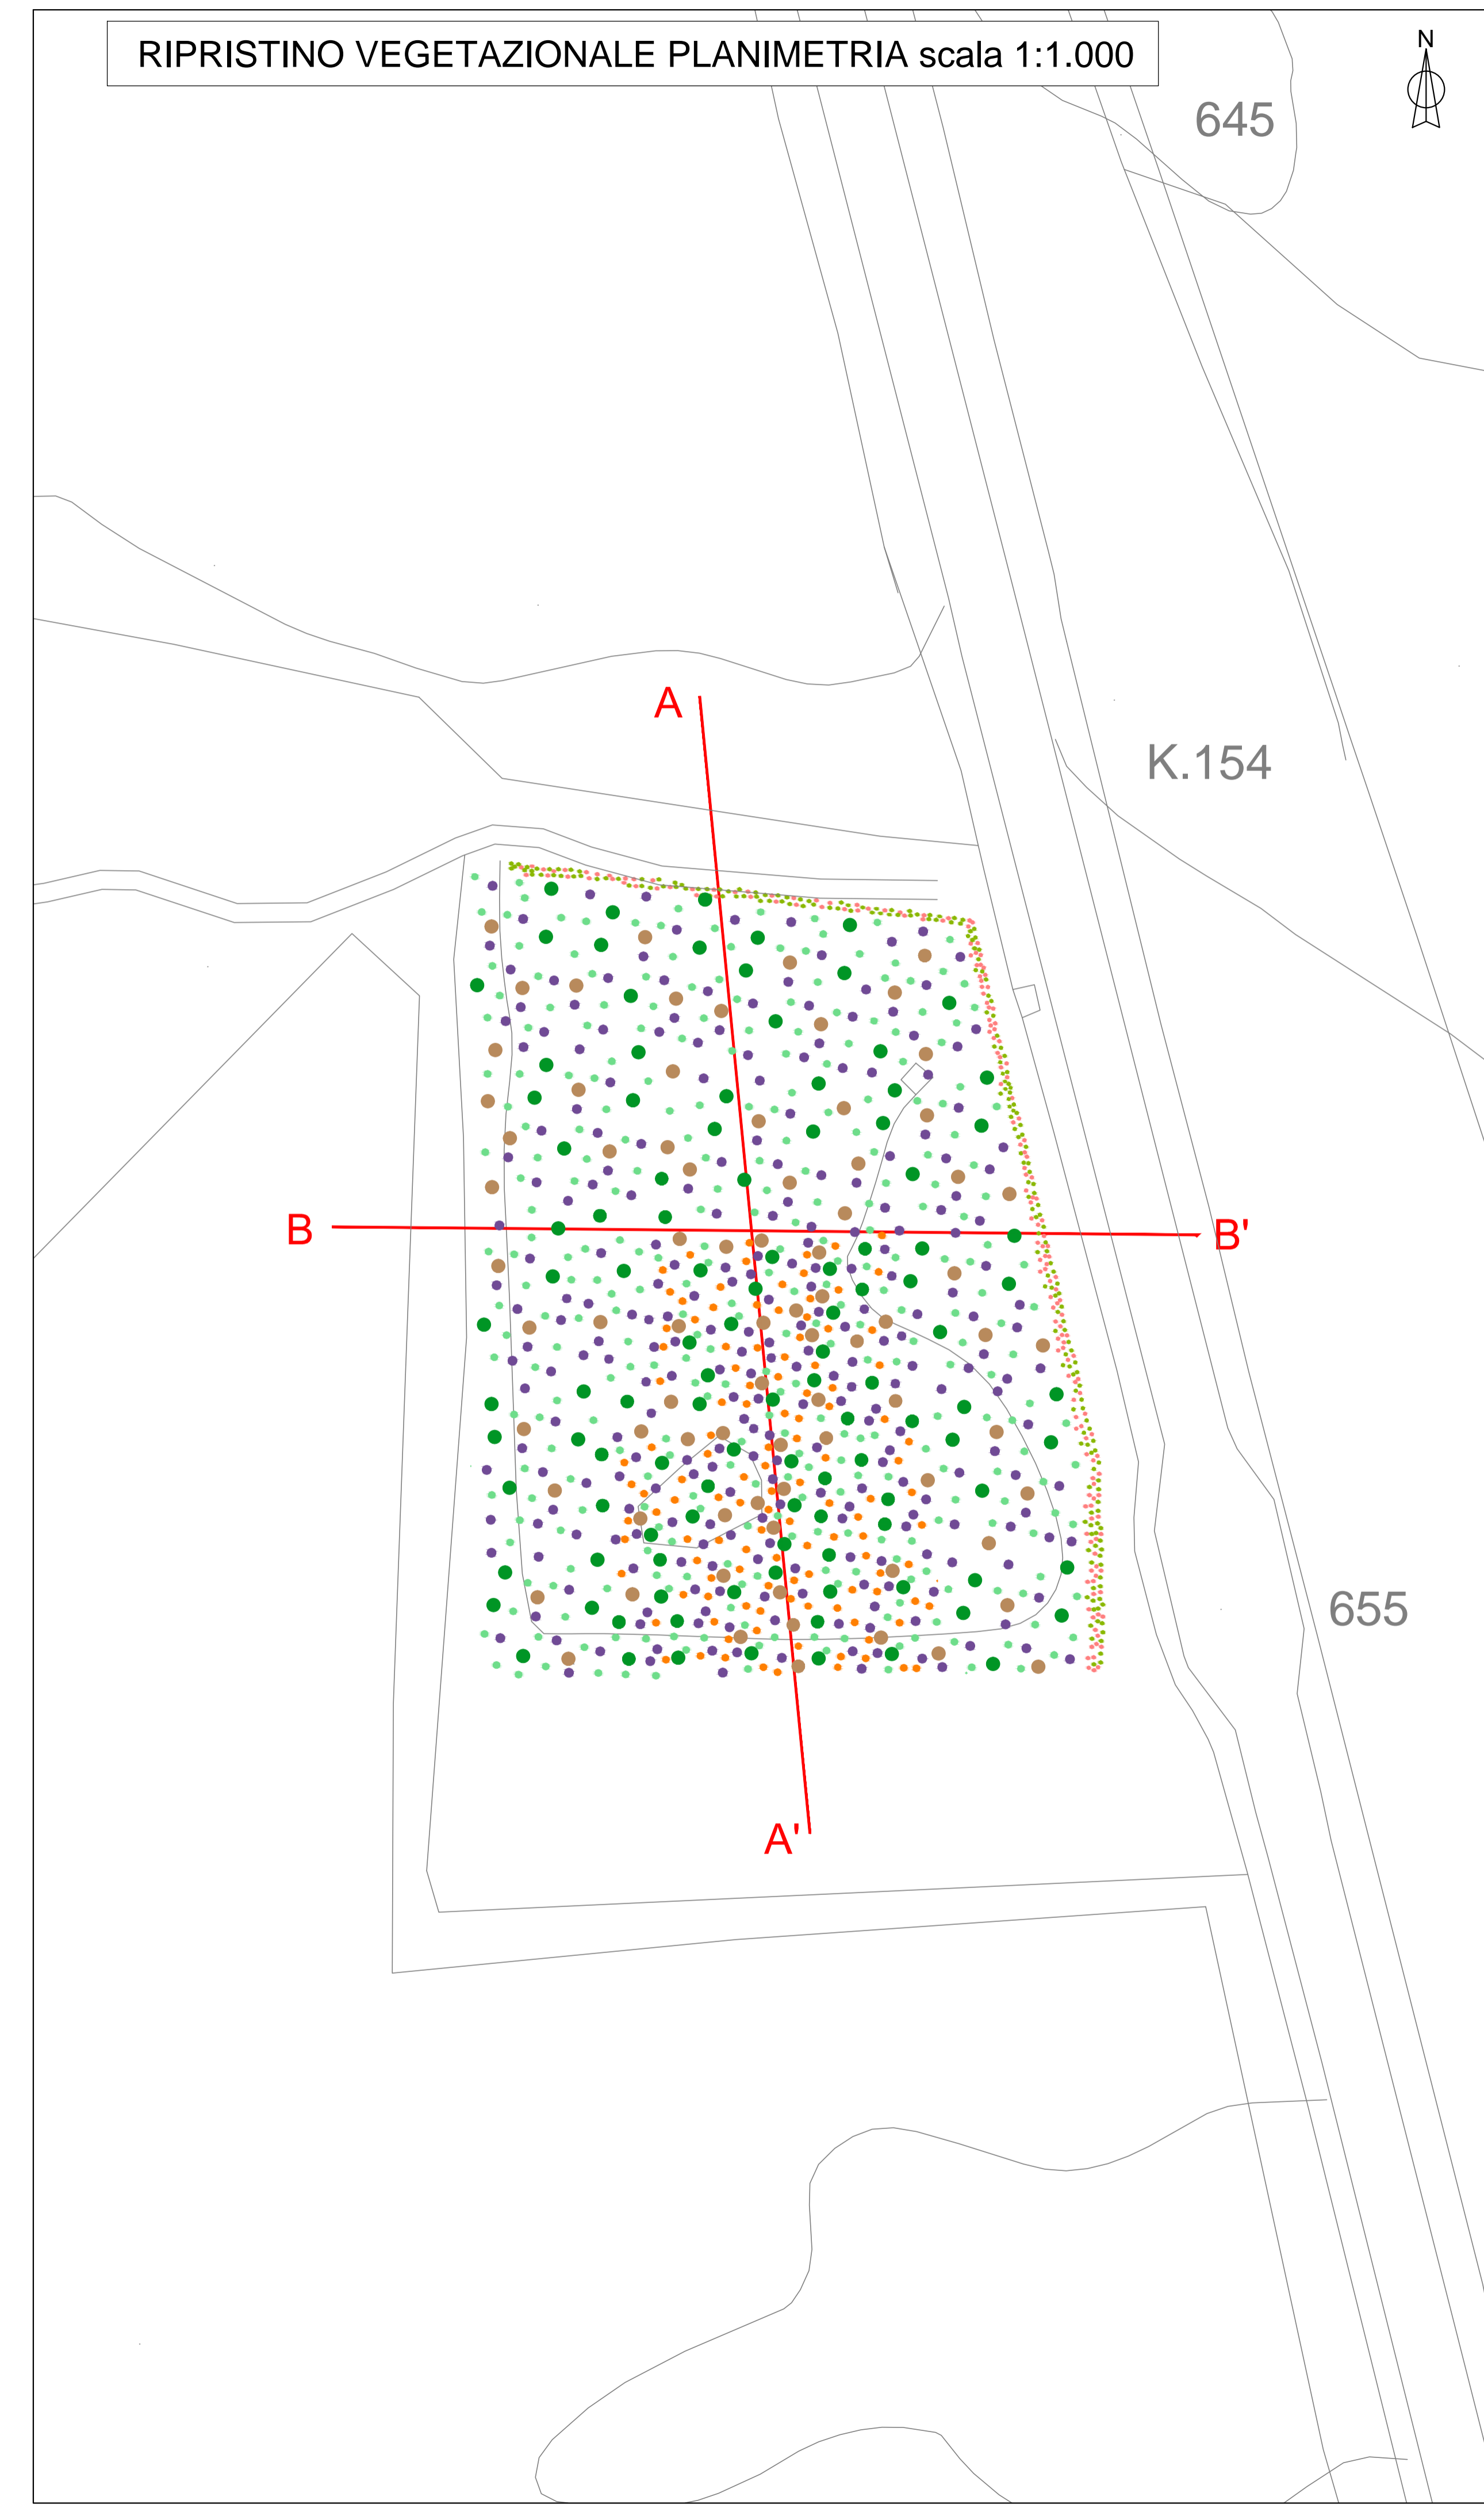 RIPRISTINO VEGETAZIONALE PLANIMETRIA scala 1:1.000
N
645
A
K.154
B
B'
655
A'